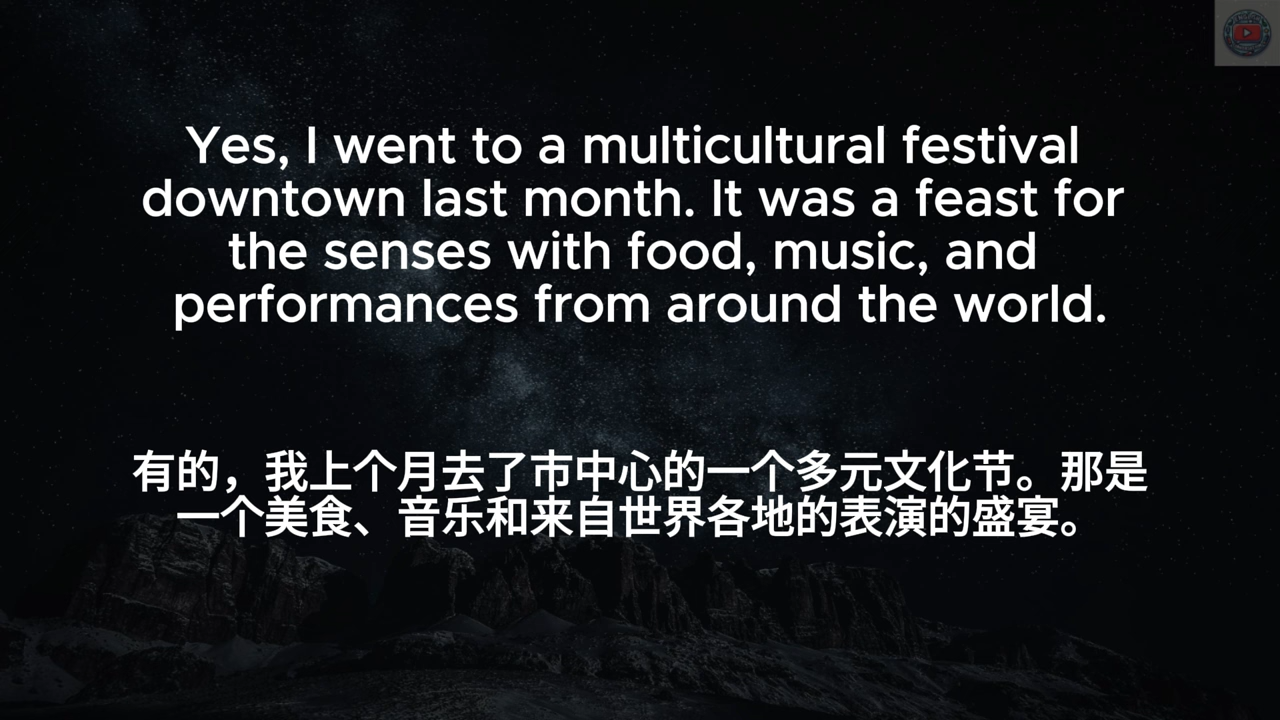 Yes, I went to a multicultural festival
downtown last month. It was a feast for
the senses with food, music, and
performances from around the world.
有的，我上个月去了市中心的一个多元文化节。那是
一个美食、音乐和来自世界各地的表演的盛宴。